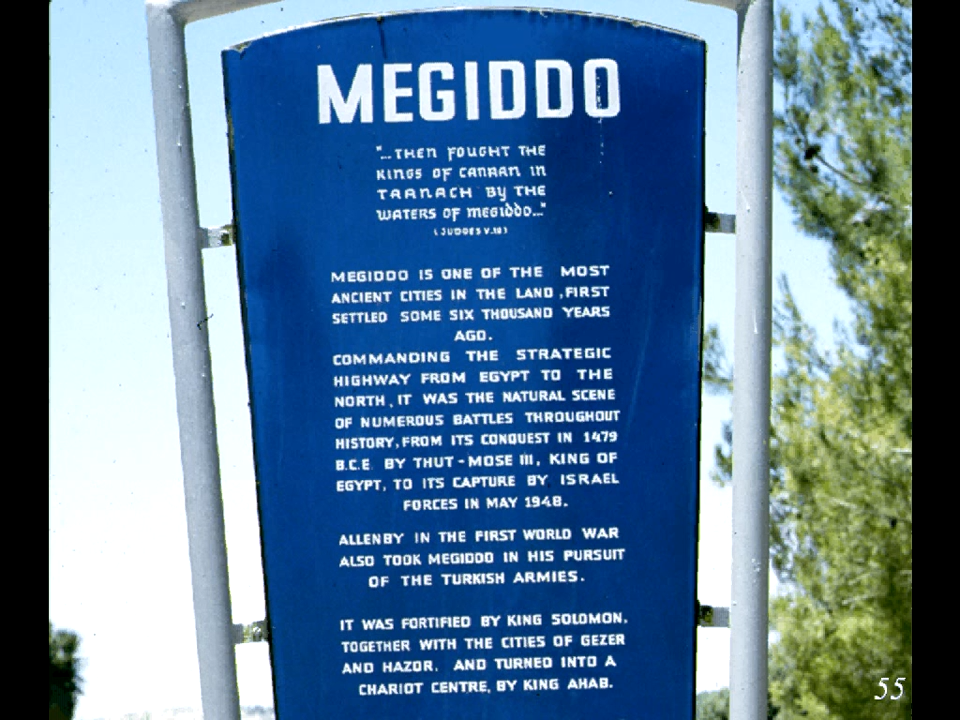 MEGIDDO
"...THEN FOUGHT THE
KINGS OF CANAAN IN
TAANACH BY THE
WATERS OF MEGIDDO..."
(JUDGES V.19)
MEGIDDO IS ONE OF THE MOST
ANCIENT CITIES IN THE LAND, FIRST
SETTLED SOME SIX THOUSAND YEARS
AGO.
COMMANDING THE STRATEGIC
HIGHWAY FROM EGYPT TO THE
NORTH, IT WAS THE NATURAL SCENE
OF NUMEROUS BATTLES THROUGHOUT
HISTORY, FROM ITS CONQUEST IN 1479
B.C.E. BY THUT-MOSE III, KING OF
EGYPT, TO ITS CAPTURE BY ISRAEL
FORCES IN MAY 1948.
ALLENBY IN THE FIRST WORLD WAR
ALSO TOOK MEGIDDO IN HIS PURSUIT
OF THE TURKISH ARMIES.
IT WAS FORTIFIED BY KING SOLOMON,
TOGETHER WITH THE CITIES OF GEZER
AND HAZOR, AND TURNED INTO A
CHARIOT CENTRE, BY KING AHAB.
55